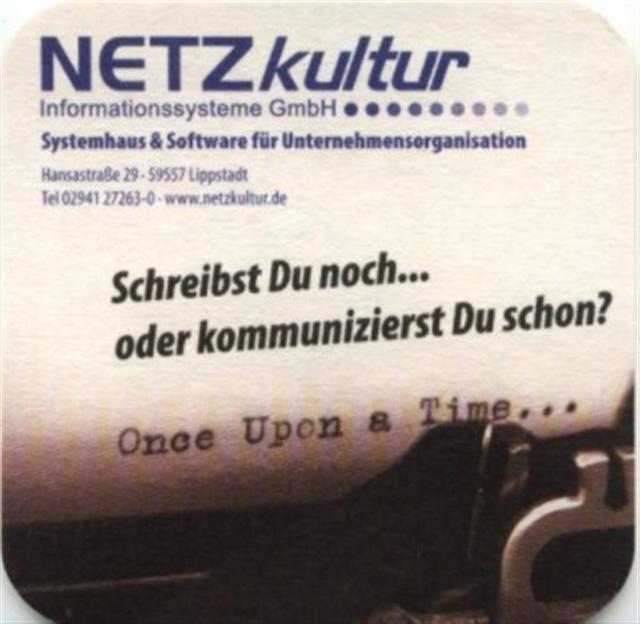 NETZkultur
Informationssysteme GmbH
Systemhaus & Software für Unternehmensorganisation
Hansastraße 29 · 59557 Lippstadt
Tel 02941 27263-0 · www.netzkultur.de
Schreibst Du noch...
oder kommunizierst Du schon?
Once Upon a Time...